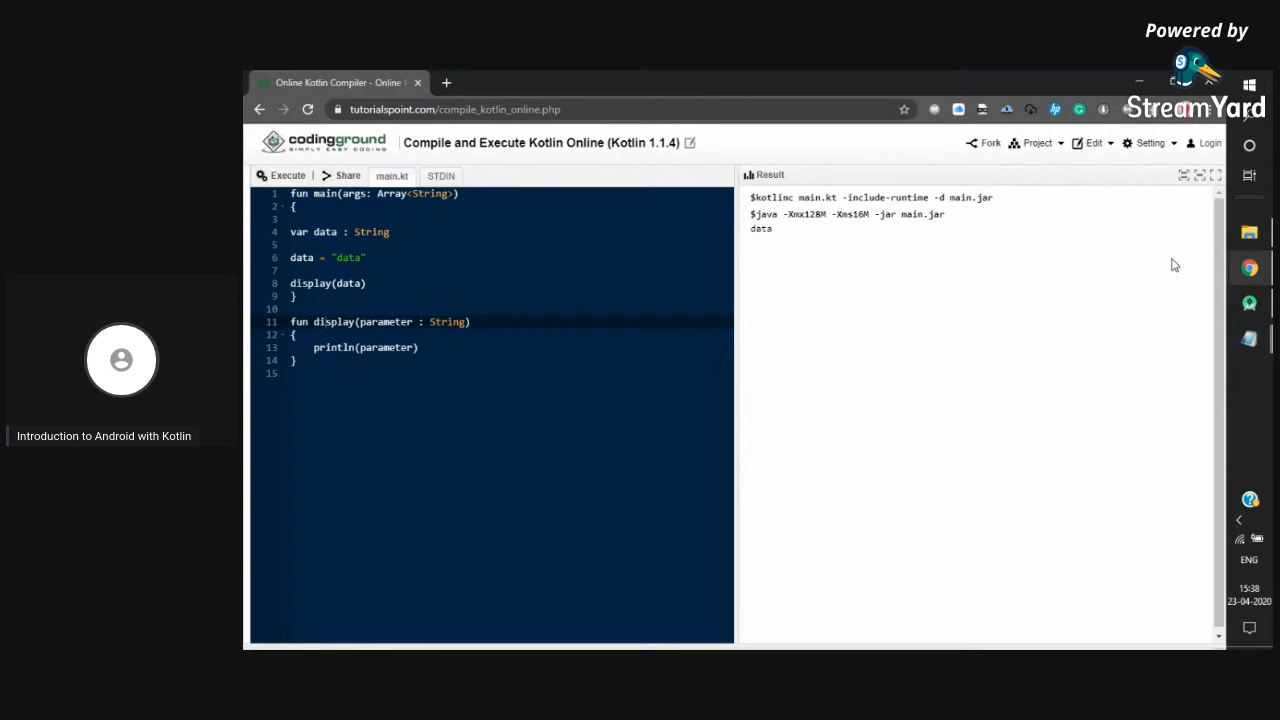 Powered by
StreamYard
Online Kotlin Compiler - Online
tutorialspoint.com/compile_kotlin_online.php
codingground
SIMPLY EASY CODING
Compile and Execute Kotlin Online (Kotlin 1.1.4)
Fork
Project
Edit
Setting
Login
Execute
Share
main.kt
STDIN
1 fun main(args: Array<String>)
2 {
3
4 var data : String
5
6 data = "data"
7
8 display(data)
9 }
10
11 fun display(parameter : String)
12 {
13 println(parameter)
14 }
15
Result
$kotlinc main.kt -include-runtime -d main.jar
$java -Xmx128M -Xms16M -jar main.jar
data
Introduction to Android with Kotlin
ENG
15:38
23-04-2020